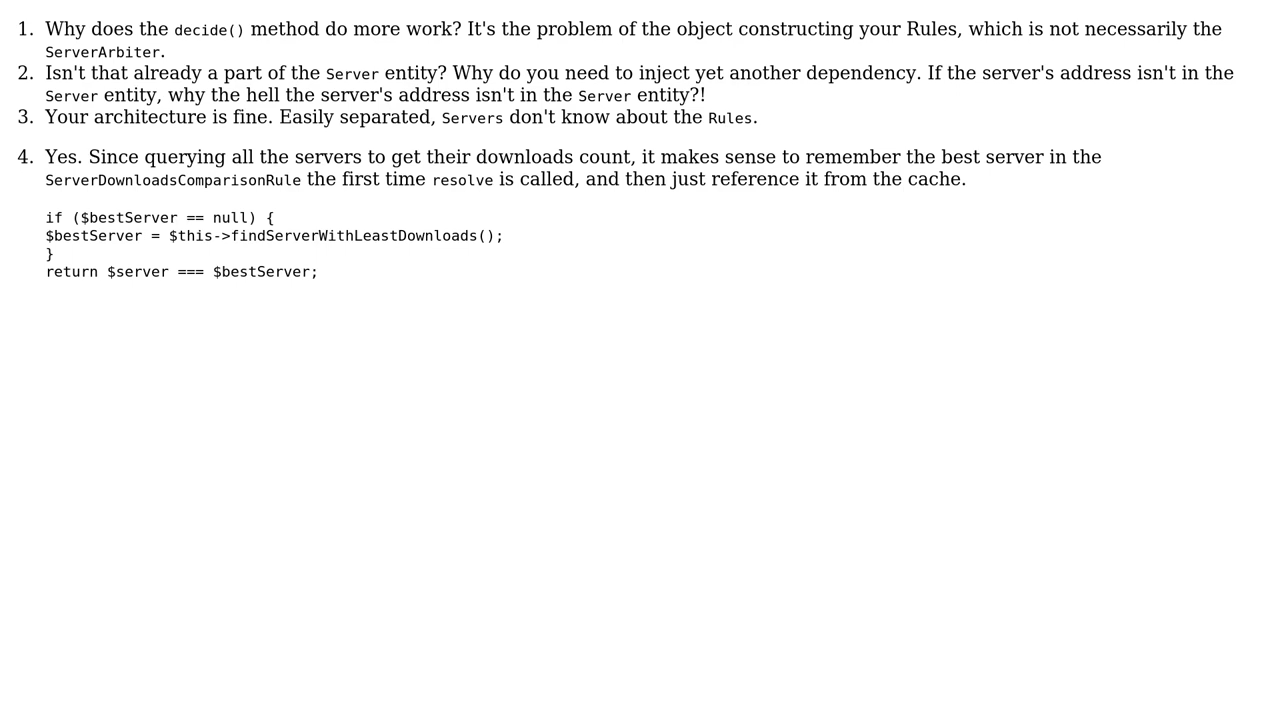 1. Why does the decide() method do more work? It's the problem of the object constructing your Rules, which is not necessarily the
ServerArbiter.
2. Isn't that already a part of the Server entity? Why do you need to inject yet another dependency. If the server's address isn't in the
Server entity, why the hell the server's address isn't in the Server entity?!
3. Your architecture is fine. Easily separated, Servers don't know about the Rules.
4. Yes. Since querying all the servers to get their downloads count, it makes sense to remember the best server in the
ServerDownloadsComparisonRule the first time resolve is called, and then just reference it from the cache.
if ($bestServer == null) {
$bestServer = $this->findServerWithLeastDownloads();
}
return $server === $bestServer;